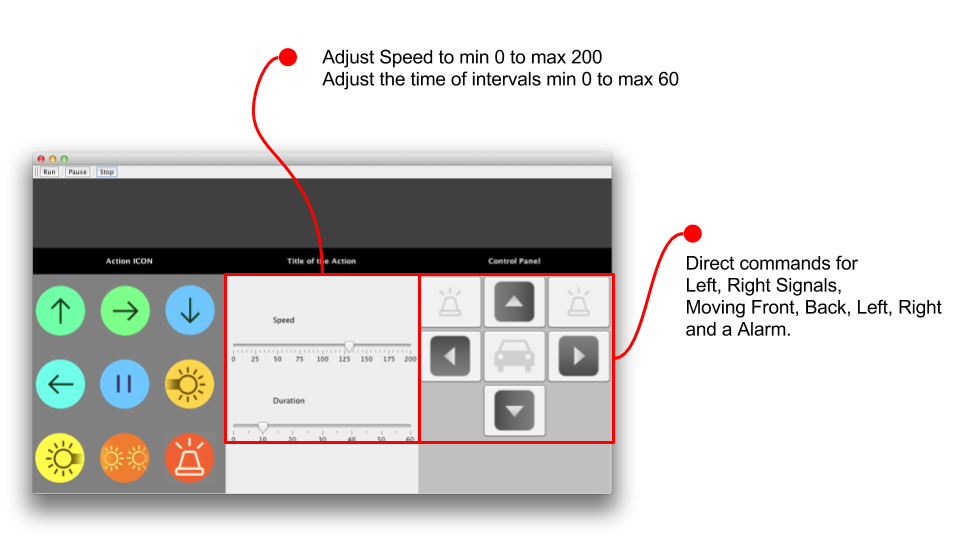 Adjust Speed to min 0 to max 200
Adjust the time of intervals min 0 to max 60
Run Pause Stop
Action ICON Title of the Action Control Panel
Direct commands for
Left, Right Signals,
Moving Front, Back, Left, Right
and a Alarm.
Speed
0 25 50 75 100 125 150 175 200
Duration
0 10 20 30 40 50 60